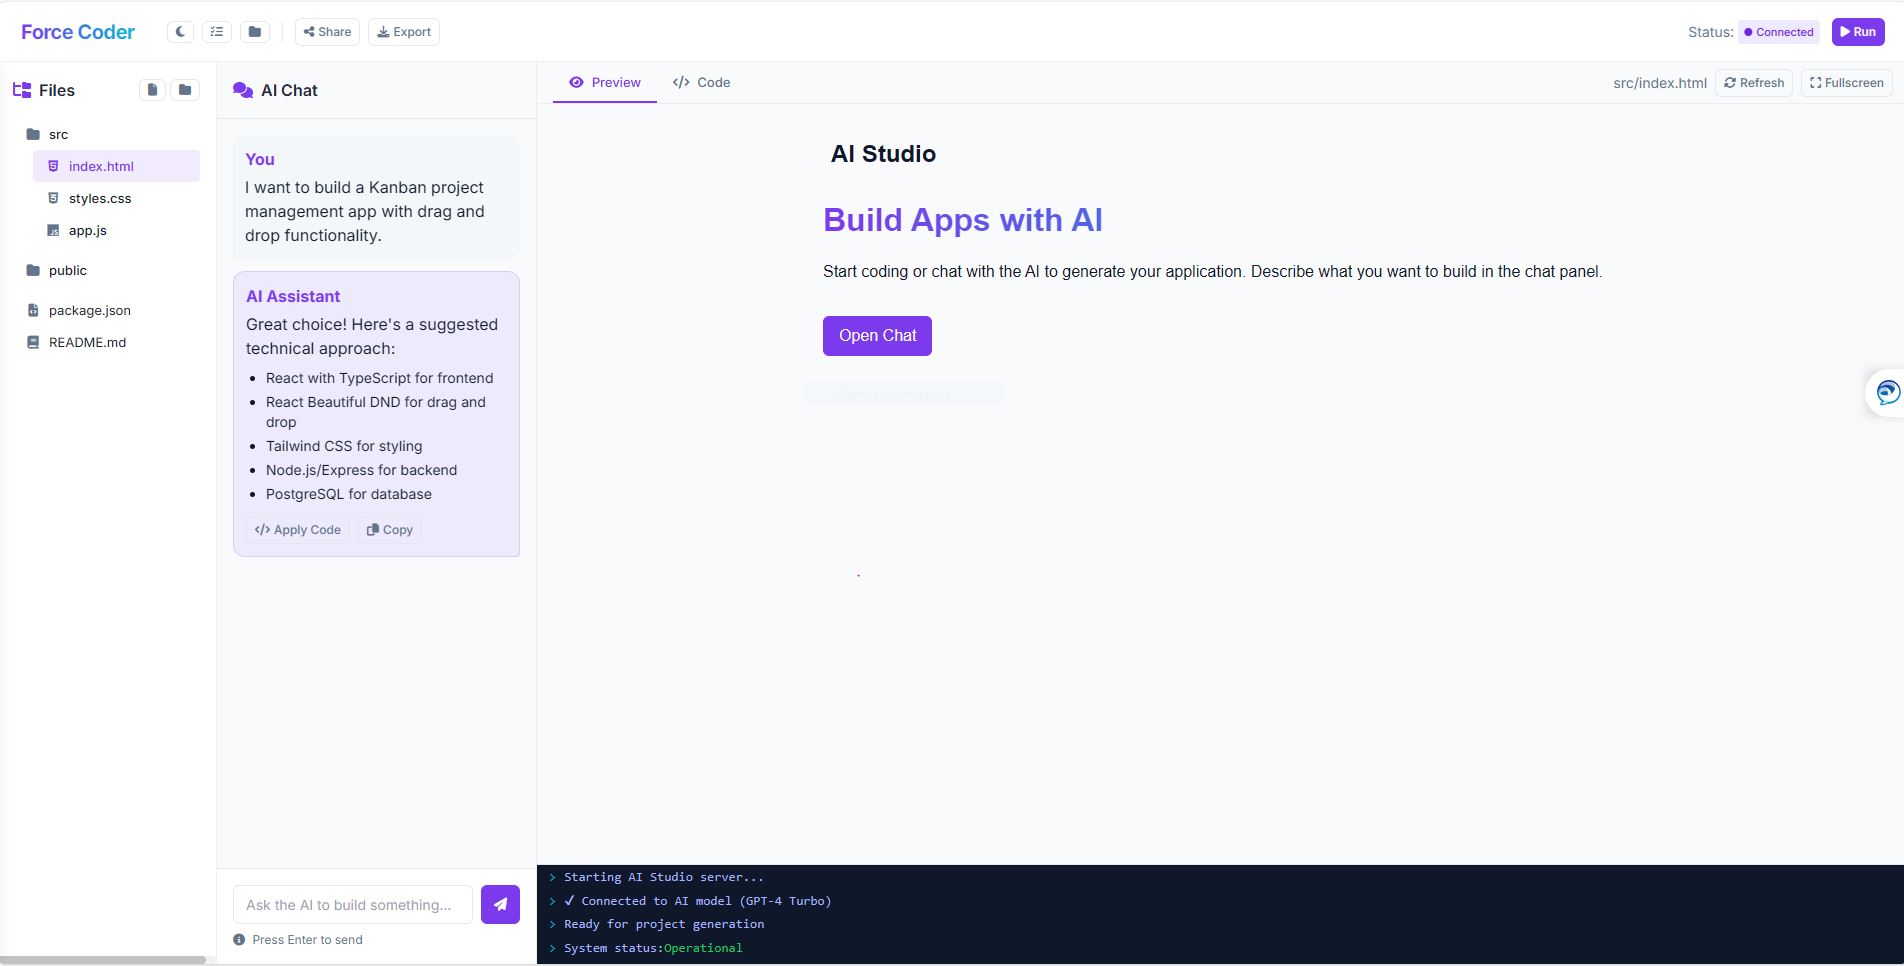 Force Coder
Share
Export
Status:
Connected
Run
Files
src
index.html
styles.css
app.js
public
package.json
README.md
AI Chat
You
I want to build a Kanban project
management app with drag and
drop functionality.
AI Assistant
Great choice! Here's a suggested
technical approach:
• React with TypeScript for frontend
• React Beautiful DND for drag and
drop
• Tailwind CSS for styling
• Node.js/Express for backend
• PostgreSQL for database
</> Apply Code
Copy
Ask the AI to build something...
Press Enter to send
Preview
</> Code
src/index.html
Refresh
Fullscreen
AI Studio
Build Apps with AI
Start coding or chat with the AI to generate your application. Describe what you want to build in the chat panel.
Open Chat
Capture rectangulaire
> Starting AI Studio server...
> ✓ Connected to AI model (GPT-4 Turbo)
> Ready for project generation
> System status:Operational